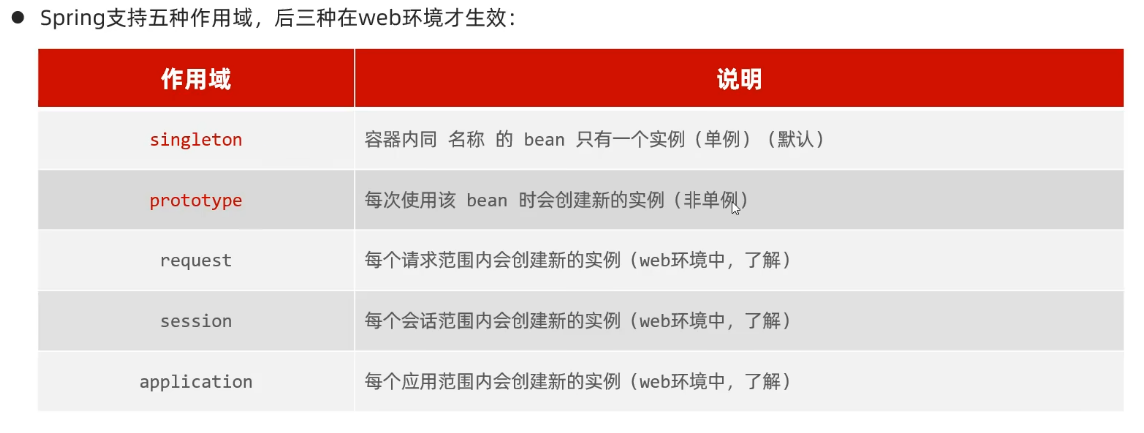 ● Spring支持五种作用域，后三种在web环境才生效：
作用域 说明
singleton 容器内同 名称 的 bean 只有一个实例（单例）（默认）
prototype 每次使用该 bean 时会创建新的实例（非单例）
request 每个请求范围内会创建新的实例（web环境中，了解）
session 每个会话范围内会创建新的实例（web环境中，了解）
application 每个应用范围内会创建新的实例（web环境中，了解）